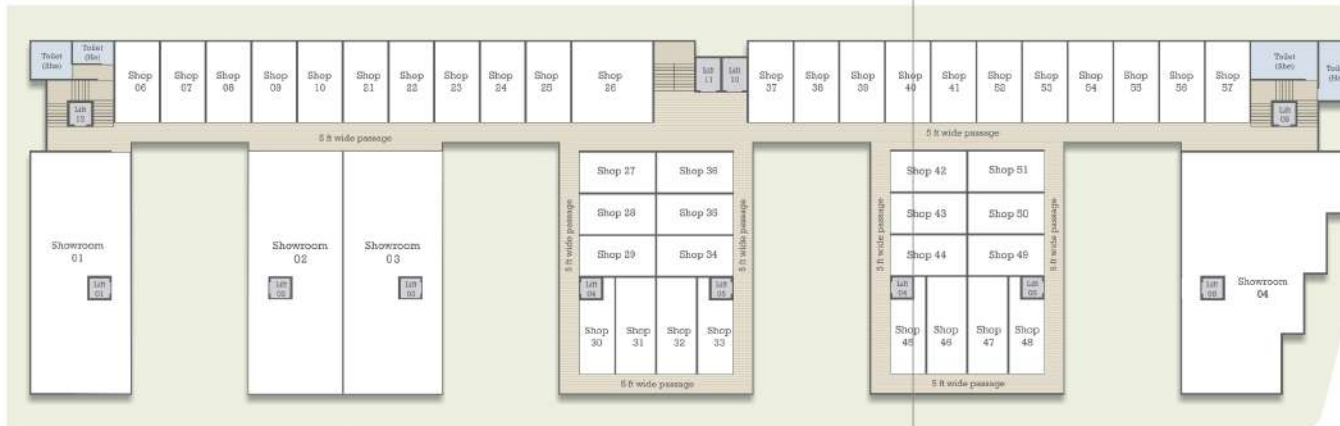 Toilet
(She)
Toilet
(He)
Shop
06
Shop
07
Shop
08
Shop
09
Shop
10
Shop
21
Shop
22
Shop
23
Shop
24
Shop
25
Shop
26
Lift
11
Lift
10
Shop
37
Shop
38
Shop
39
Shop
40
Shop
41
Shop
52
Shop
53
Shop
54
Shop
55
Shop
56
Shop
57
Toilet
(She)
Lift
Lift
5 ft wide passage
5 ft wide passage
Showroom
01
Lift
01
Showroom
02
Lift
Showroom
03
Lift
5 ft wide passage
Shop 27
Shop 36
Shop 28
Shop 35
Shop 29
Shop 34
Lift
04
Lift
05
Shop
30
Shop
31
Shop
32
Shop
33
5 ft wide passage
5 ft wide passage
5 ft wide passage
Shop 42
Shop 51
Shop 43
Shop 50
Shop 44
Shop 49
Lift
04
Lift
Shop
45
Shop
46
Shop
47
Shop
48
5 ft wide passage
5 ft wide passage
Lift
Showroom
04